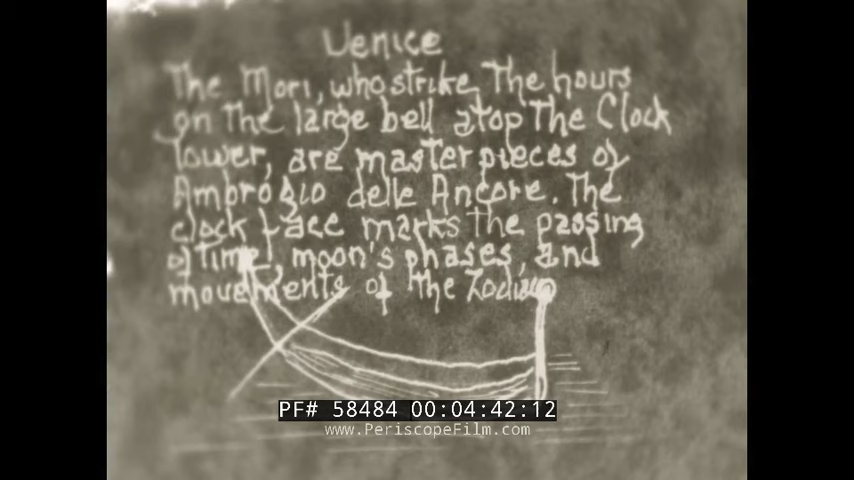 Venice
The Mori, who strike The hours
on The large bell atop The Clock
Tower, are masterpieces of
Ambrogio delle Ancore. The
clock face marks the passing
of time, moon's phases, and
movements of the Zodiac
PF# 58484 00:04:42:12
www.PeriscopeFilm.com